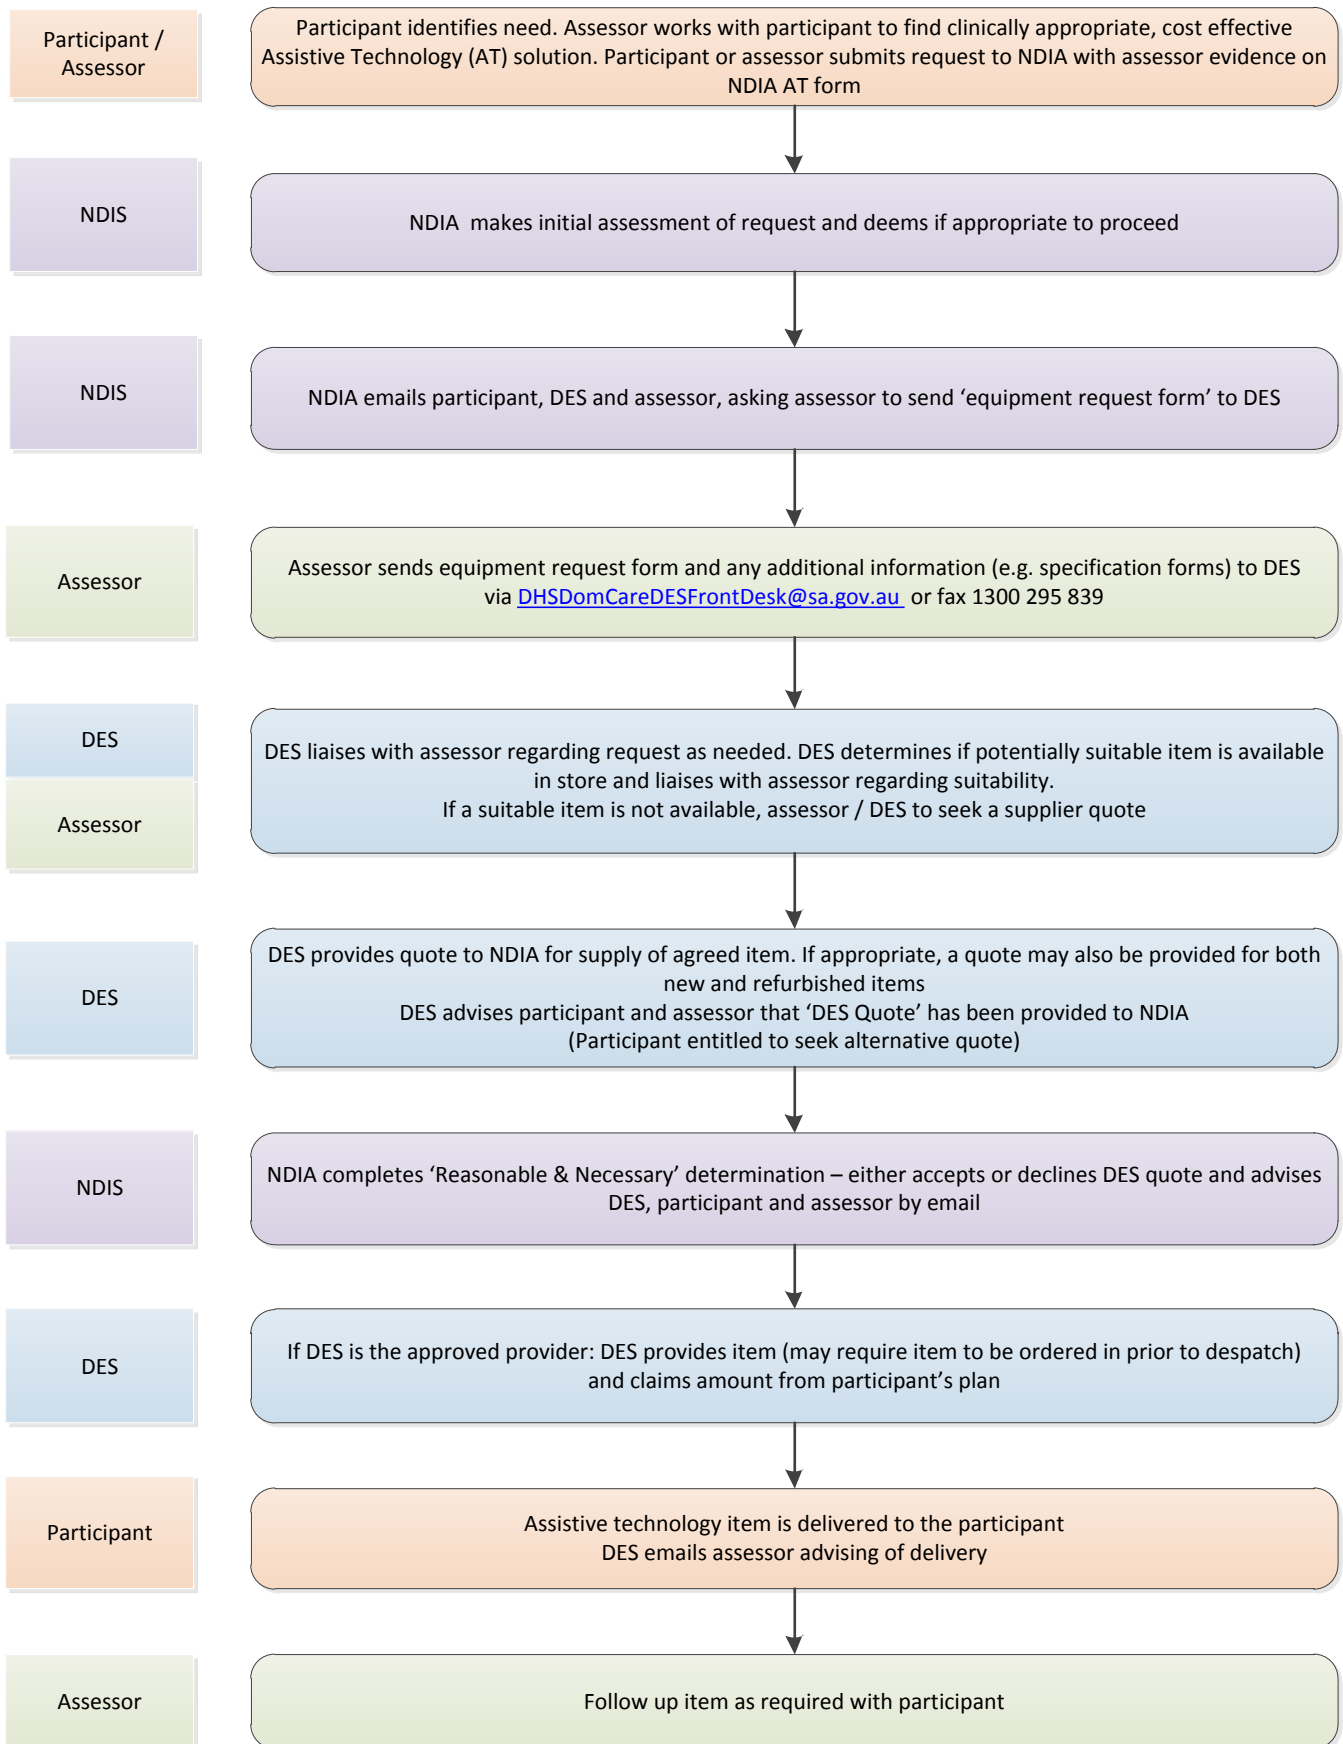 Participant /
Assessor
Participant identifies need. Assessor works with participant to find clinically appropriate, cost effective
Assistive Technology (AT) solution. Participant or assessor submits request to NDIA with assessor evidence on
NDIA AT form
NDIS
NDIA makes initial assessment of request and deems if appropriate to proceed
NDIS
NDIA emails participant, DES and assessor, asking assessor to send ‘equipment request form’ to DES
Assessor
Assessor sends equipment request form and any additional information (e.g. specification forms) to DES
via DHSDomCareDESFrontDesk@sa.gov.au or fax 1300 295 839
DES
Assessor
DES liaises with assessor regarding request as needed. DES determines if potentially suitable item is available
in store and liaises with assessor regarding suitability.
If a suitable item is not available, assessor / DES to seek a supplier quote
DES
DES provides quote to NDIA for supply of agreed item. If appropriate, a quote may also be provided for both
new and refurbished items
DES advises participant and assessor that ‘DES Quote’ has been provided to NDIA
(Participant entitled to seek alternative quote)
NDIS
NDIA completes ‘Reasonable & Necessary’ determination – either accepts or declines DES quote and advises
DES, participant and assessor by email
DES
If DES is the approved provider: DES provides item (may require item to be ordered in prior to despatch)
and claims amount from participant’s plan
Participant
Assistive technology item is delivered to the participant
DES emails assessor advising of delivery
Assessor
Follow up item as required with participant